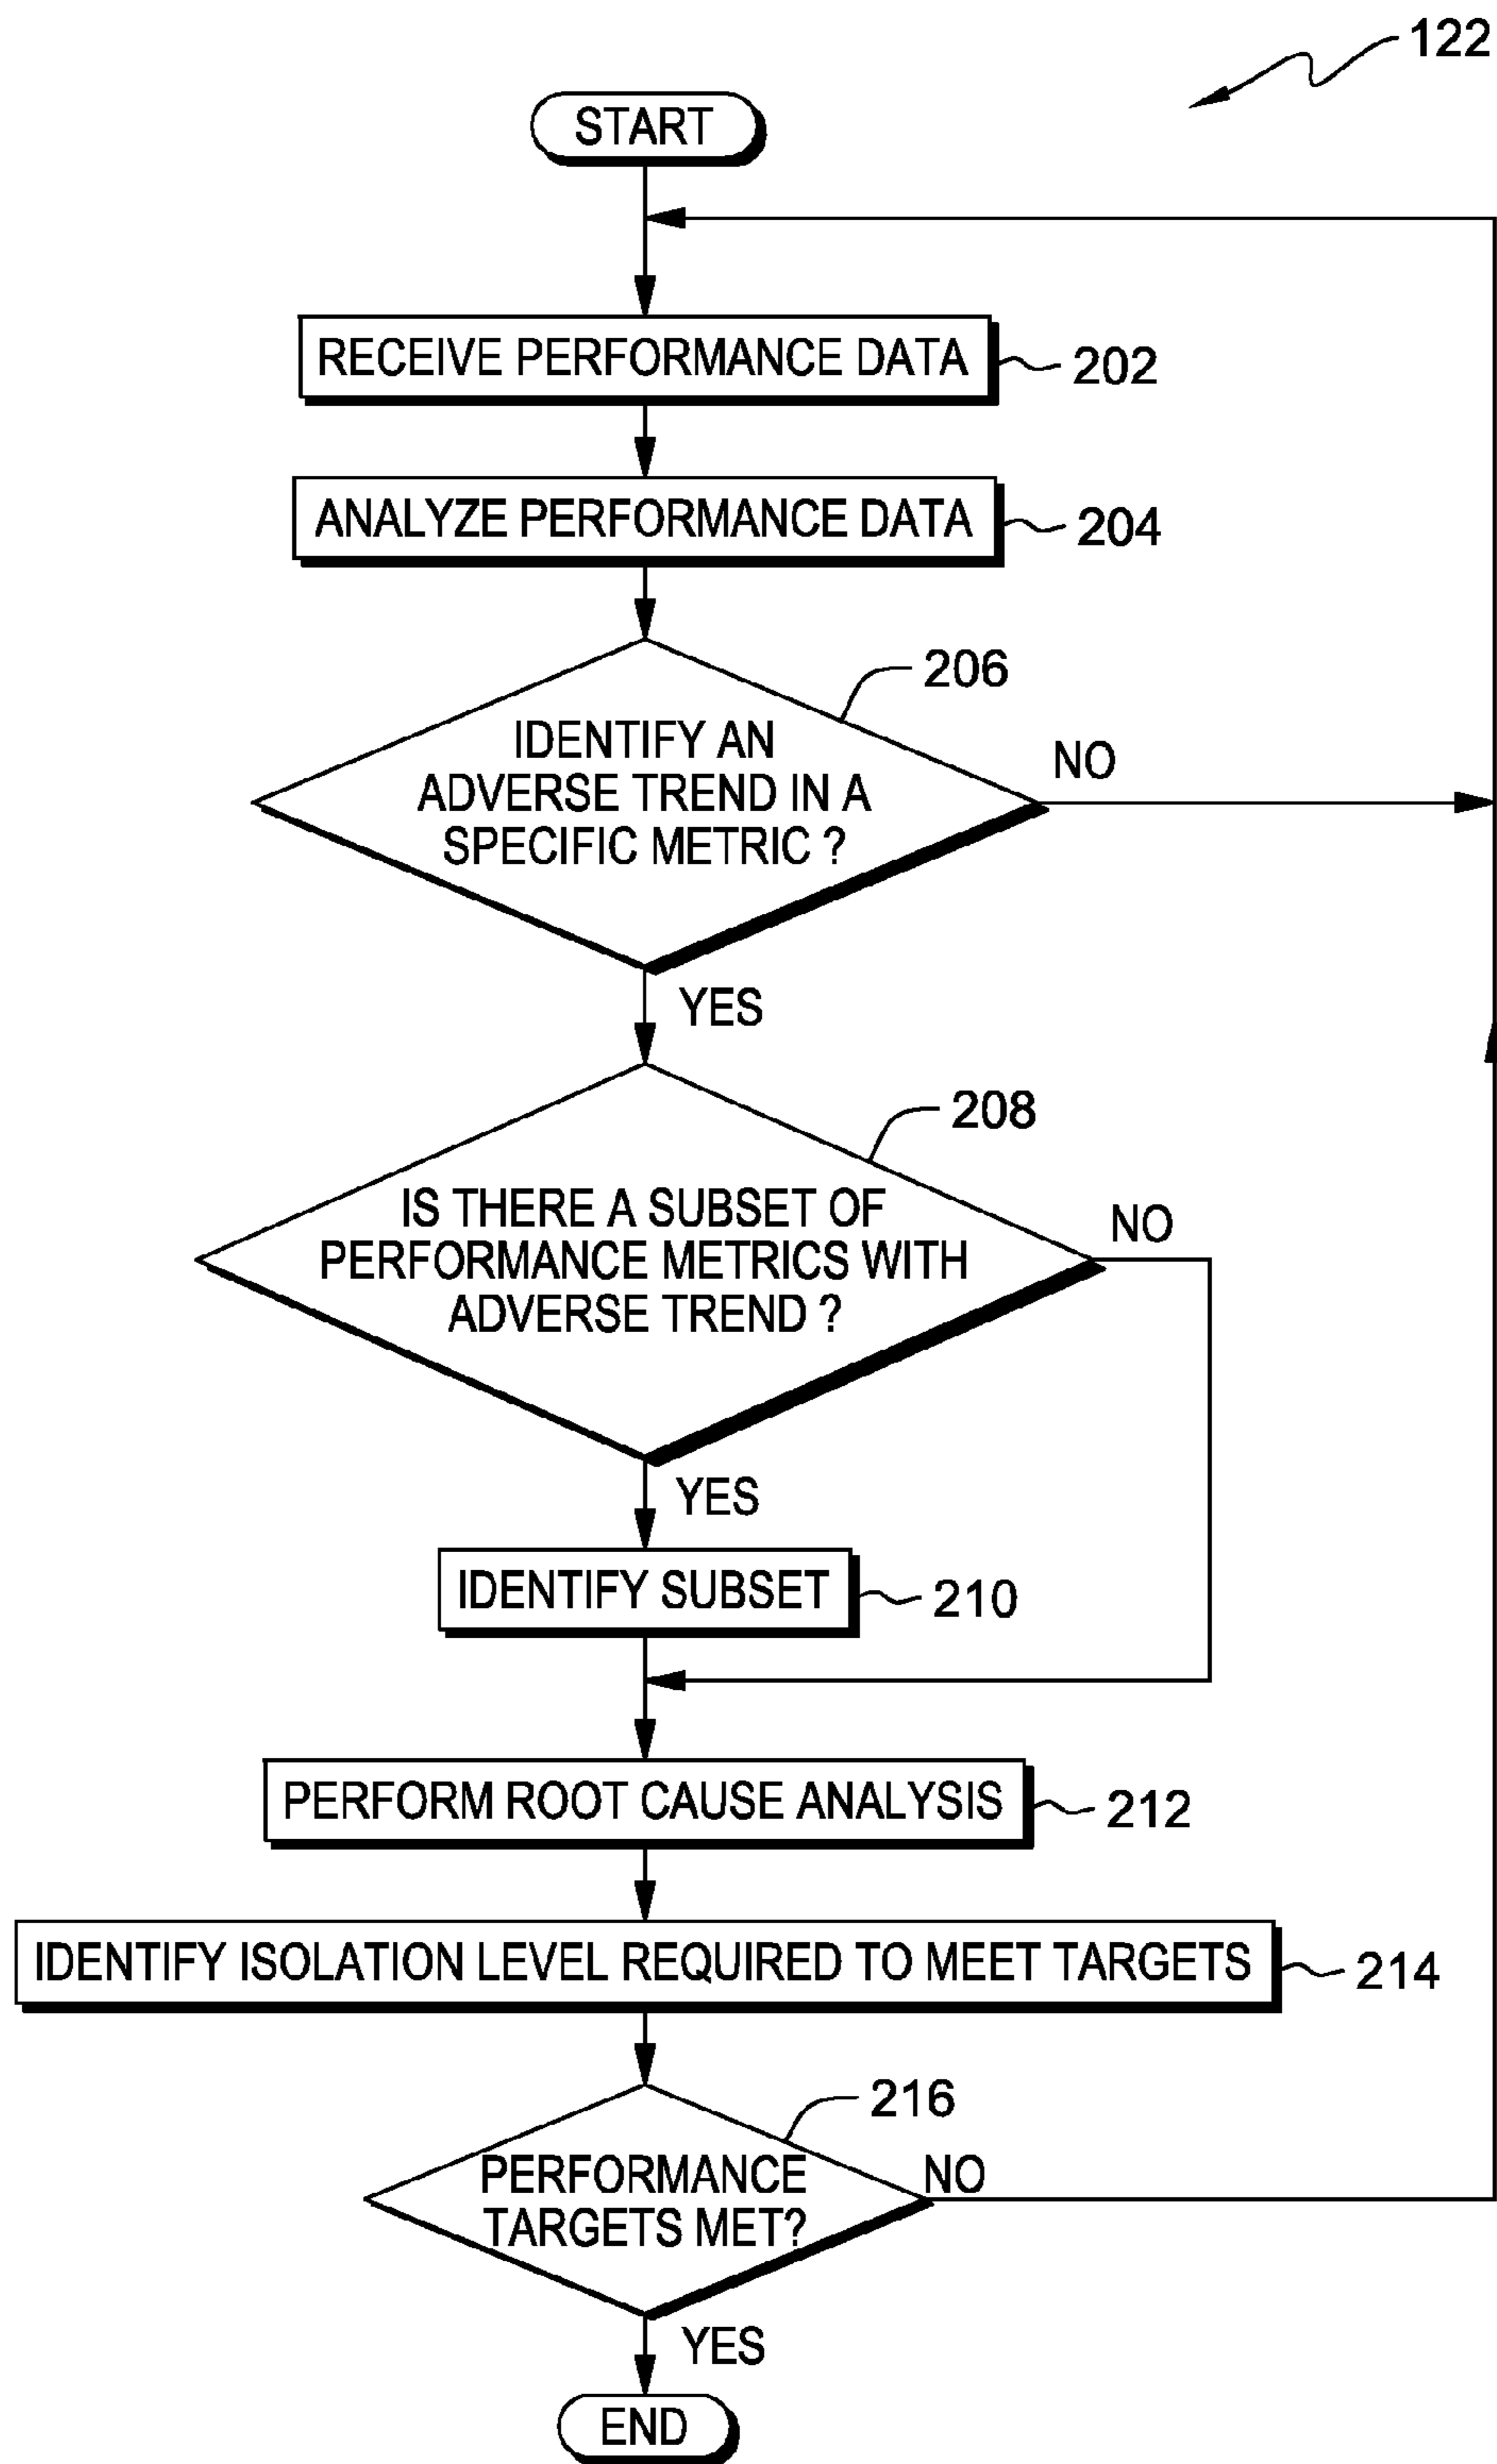 122
START
RECEIVE PERFORMANCE DATA
202
ANALYZE PERFORMANCE DATA
204
206
IDENTIFY AN
ADVERSE TREND IN A
SPECIFIC METRIC ?
NO
YES
208
IS THERE A SUBSET OF
PERFORMANCE METRICS WITH
ADVERSE TREND ?
NO
YES
IDENTIFY SUBSET
210
PERFORM ROOT CAUSE ANALYSIS
212
IDENTIFY ISOLATION LEVEL REQUIRED TO MEET TARGETS
214
216
PERFORMANCE
TARGETS MET?
NO
YES
END